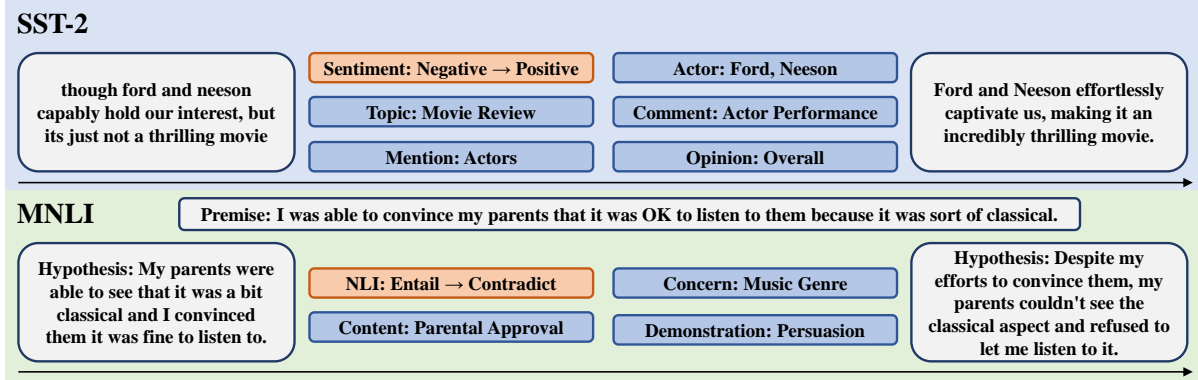 SST-2
though ford and neeson
capably hold our interest, but
its just not a thrilling movie
Sentiment: Negative → Positive
Actor: Ford, Neeson
Topic: Movie Review
Comment: Actor Performance
Mention: Actors
Opinion: Overall
Ford and Neeson effortlessly
captivate us, making it an
incredibly thrilling movie.
MNLI
Premise: I was able to convince my parents that it was OK to listen to them because it was sort of classical.
Hypothesis: My parents were
able to see that it was a bit
classical and I convinced
them it was fine to listen to.
NLI: Entail → Contradict
Concern: Music Genre
Content: Parental Approval
Demonstration: Persuasion
Hypothesis: Despite my
efforts to convince them, my
parents couldn't see the
classical aspect and refused to
let me listen to it.